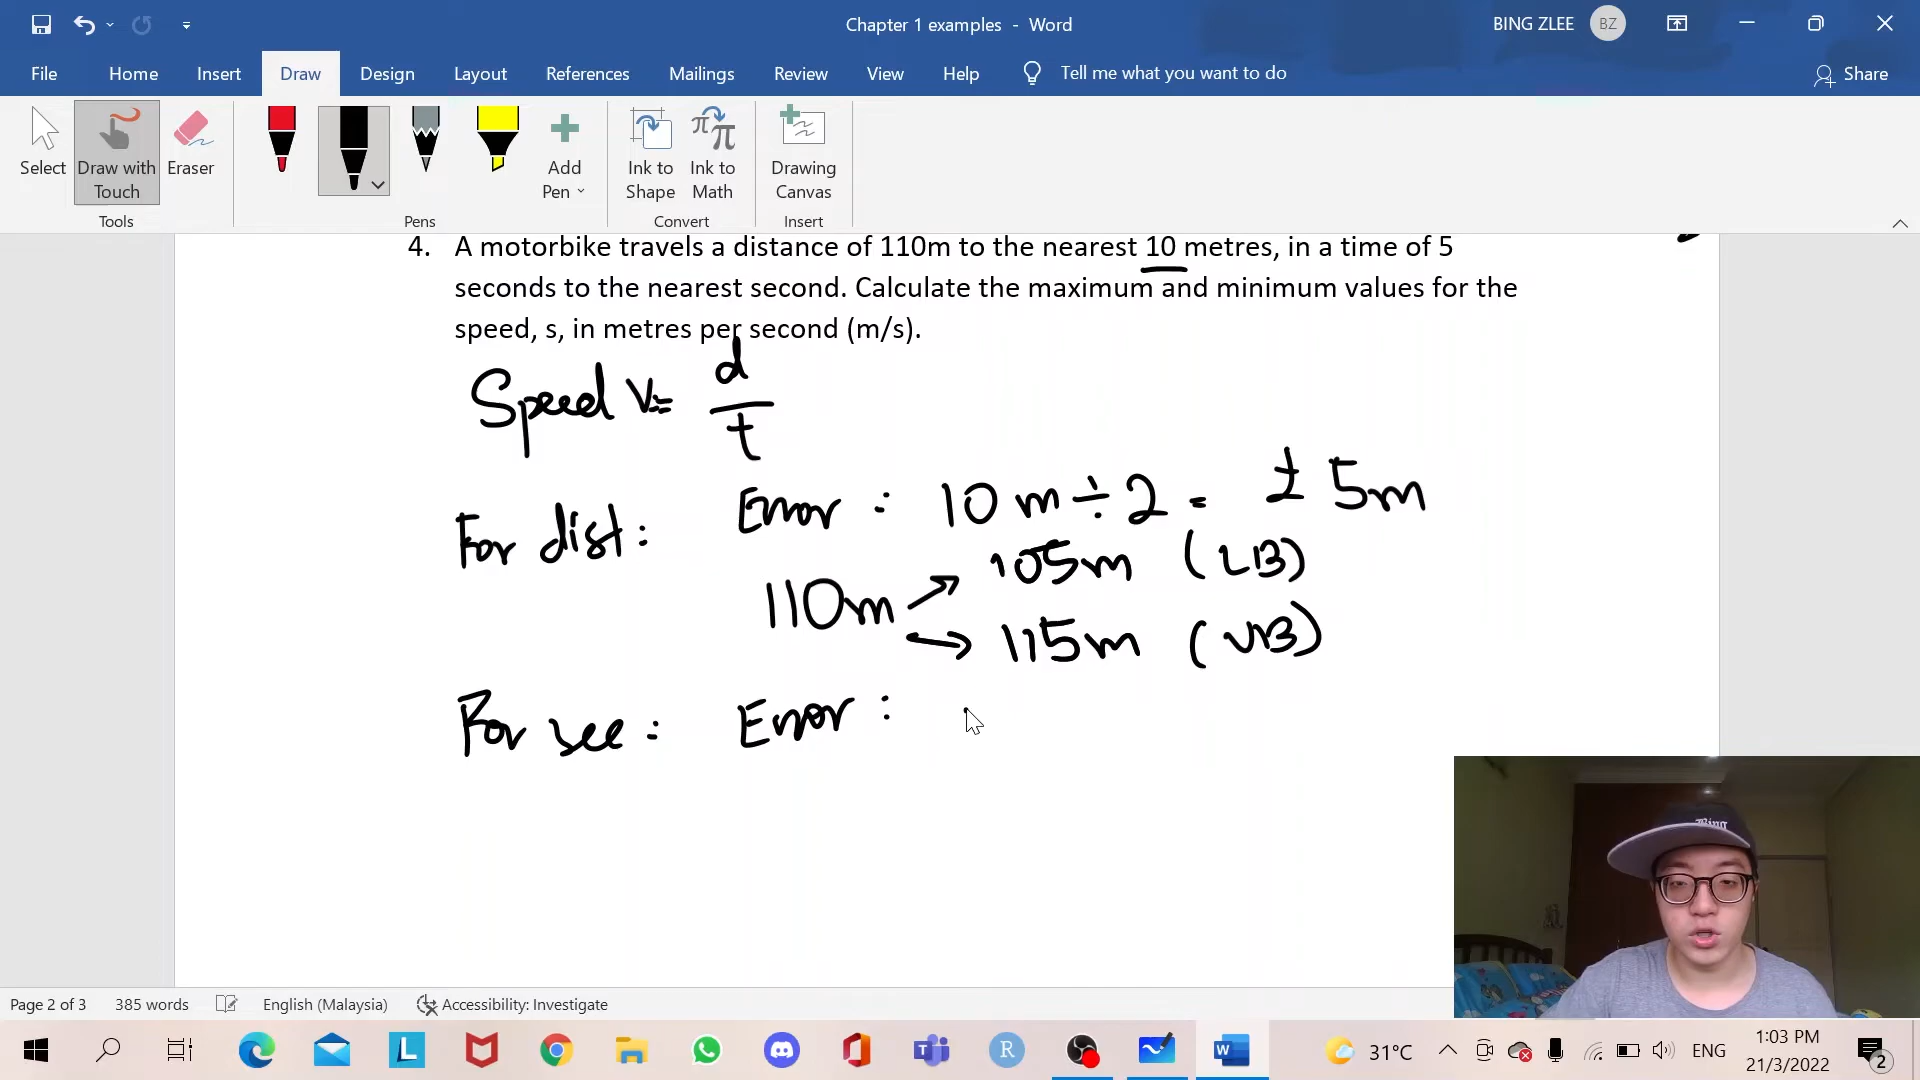 Chapter 1 examples - Word
BING ZLEE BZ
File Home Insert Draw Design Layout References Mailings Review View Help Tell me what you want to do Share
Select Draw with Touch Eraser Add Pen Ink to Shape Ink to Math Drawing Canvas
Tools Pens Convert Insert
4. A motorbike travels a distance of 110m to the nearest 10 metres, in a time of 5
seconds to the nearest second. Calculate the maximum and minimum values for the
speed, s, in metres per second (m/s).
Speed V = d/t
For dist: Error : 10 m ÷ 2 = ± 5m
105m (LB)
110m
115m (UB)
For sec : Error :
Bing
Page 2 of 3 385 words English (Malaysia) Accessibility: Investigate
L R W 31°C ENG 1:03 PM
21/3/2022 2